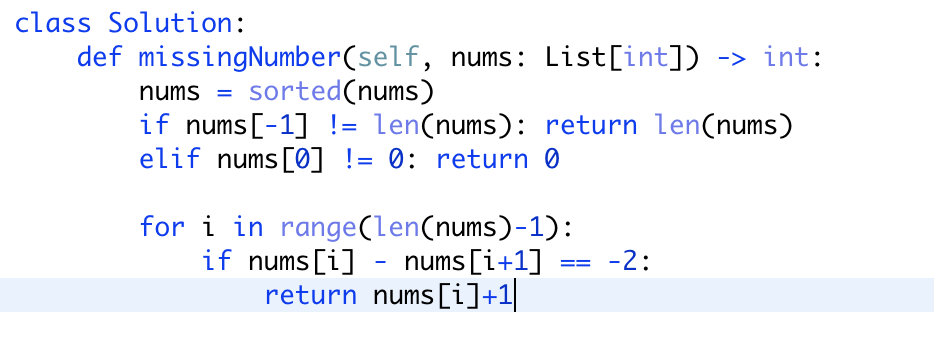 class Solution:
    def missingNumber(self, nums: List[int]) -> int:
        nums = sorted(nums)
        if nums[-1] != len(nums): return len(nums)
        elif nums[0] != 0: return 0

        for i in range(len(nums)-1):
            if nums[i] - nums[i+1] == -2:
                return nums[i]+1